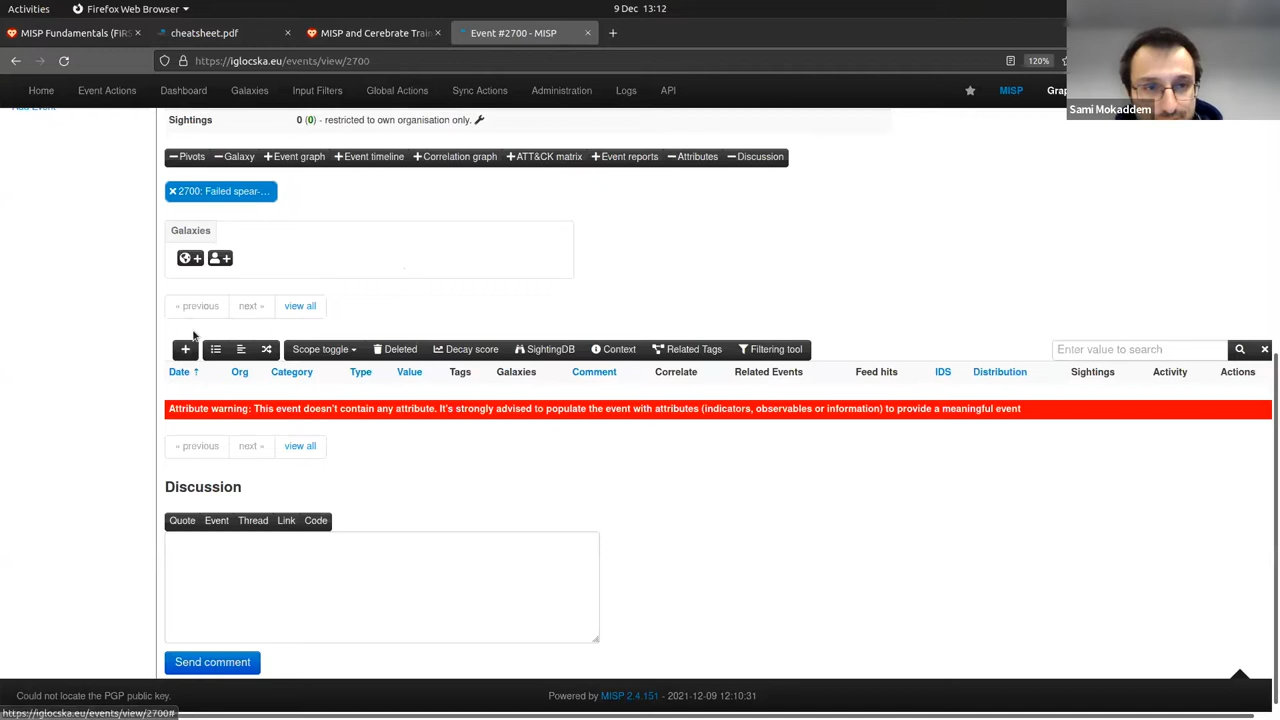 Activities
Firefox Web Browser
9 Dec 13:12
MISP Fundamentals (FIRS
cheatsheet.pdf
MISP and Cerebrate Train
Event #2700 - MISP
https://iglocska.eu/events/view/2700
120%
Home Event Actions Dashboard Galaxies Input Filters Global Actions Sync Actions Administration Logs API
MISP
Grap
Sami Mokaddem
Add Event
Sightings
0 (0) - restricted to own organisation only.
Pivots Galaxy Event graph Event timeline Correlation graph ATT&CK matrix Event reports Attributes Discussion
2700: Failed spear-...
Galaxies
« previous next » view all
Scope toggle Deleted Decay score SightingDB Context Related Tags Filtering tool
Enter value to search
Date Org Category Type Value Tags Galaxies Comment Correlate Related Events Feed hits IDS Distribution Sightings Activity Actions
Attribute warning: This event doesn't contain any attribute. It's strongly advised to populate the event with attributes (indicators, observables or information) to provide a meaningful event
« previous next » view all
Discussion
Quote Event Thread Link Code
Send comment
Could not locate the PGP public key.
Powered by MISP 2.4.151 - 2021-12-09 12:10:31
https://iglocska.eu/events/view/2700#